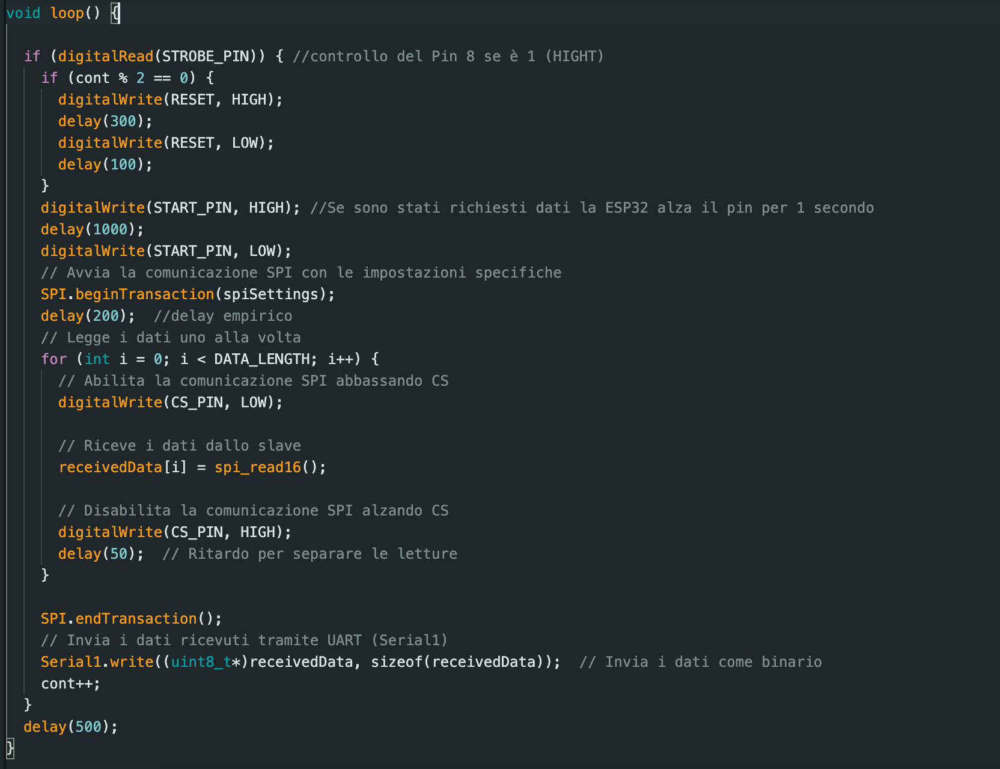 void loop() {
if (digitalRead(STROBE_PIN)) { //controllo del Pin 8 se è 1 (HIGHT)
if (cont % 2 == 0) {
digitalWrite(RESET, HIGH);
delay(300);
digitalWrite(RESET, LOW);
delay(100);
}
digitalWrite(START_PIN, HIGH); //Se sono stati richiesti dati la ESP32 alza il pin per 1 secondo
delay(1000);
digitalWrite(START_PIN, LOW);
// Avvia la comunicazione SPI con le impostazioni specifiche
SPI.beginTransaction(spiSettings);
delay(200);  //delay empirico
// Legge i dati uno alla volta
for (int i = 0; i < DATA_LENGTH; i++) {
// Abilita la comunicazione SPI abbassando CS
digitalWrite(CS_PIN, LOW);
// Riceve i dati dallo slave
receivedData[i] = spi_read16();
// Disabilita la comunicazione SPI alzando CS
digitalWrite(CS_PIN, HIGH);
delay(50);  // Ritardo per separare le letture
}
SPI.endTransaction();
// Invia i dati ricevuti tramite UART (Serial1)
Serial1.write((uint8_t*)receivedData, sizeof(receivedData));  // Invia i dati come binario
cont++;
}
delay(500);
}